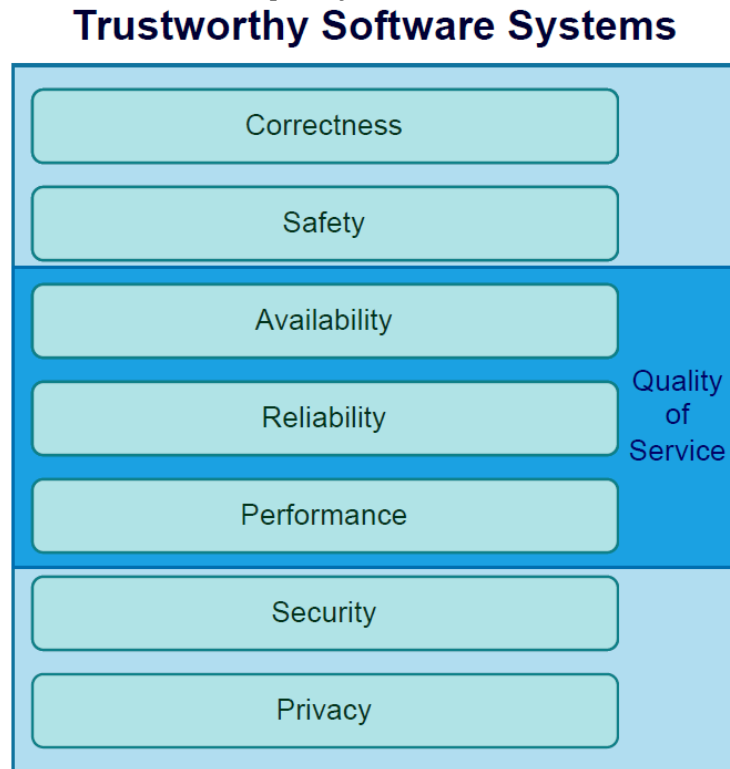 Trustworthy Software Systems
Correctness
Safety
Availability
Reliability
Performance
Quality
of
Service
Security
Privacy